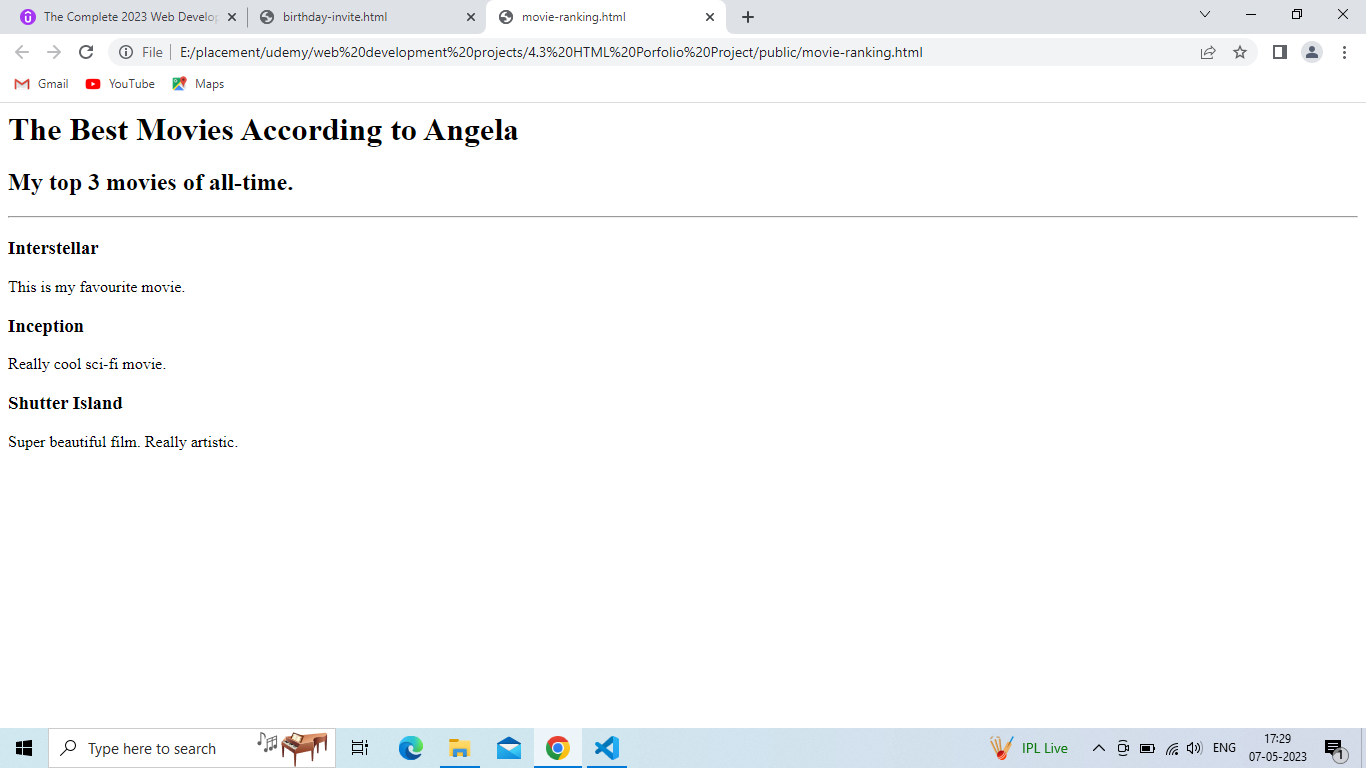 The Complete 2023 Web Develop
birthday-invite.html
movie-ranking.html
File
E:/placement/udemy/web%20development%20projects/4.3%20HTML%20Porfolio%20Project/public/movie-ranking.html
Gmail
YouTube
Maps
The Best Movies According to Angela
My top 3 movies of all-time.
Interstellar
This is my favourite movie.
Inception
Really cool sci-fi movie.
Shutter Island
Super beautiful film. Really artistic.
Type here to search
IPL Live
ENG
17:29
07-05-2023
1